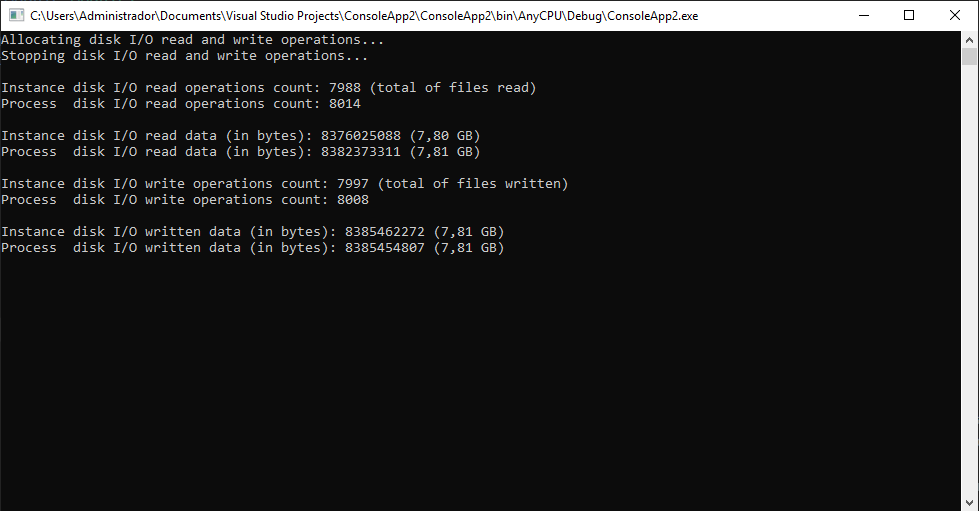 C:\Users\Administrador\Documents\Visual Studio Projects\ConsoleApp2\ConsoleApp2\bin\AnyCPU\Debug\ConsoleApp2.exe
Allocating disk I/O read and write operations...
Stopping disk I/O read and write operations...
Instance disk I/O read operations count: 7988 (total of files read)
Process  disk I/O read operations count: 8014
Instance disk I/O read data (in bytes): 8376025088 (7,80 GB)
Process  disk I/O read data (in bytes): 8382373311 (7,81 GB)
Instance disk I/O write operations count: 7997 (total of files written)
Process  disk I/O write operations count: 8008
Instance disk I/O written data (in bytes): 8385462272 (7,81 GB)
Process  disk I/O written data (in bytes): 8385454807 (7,81 GB)